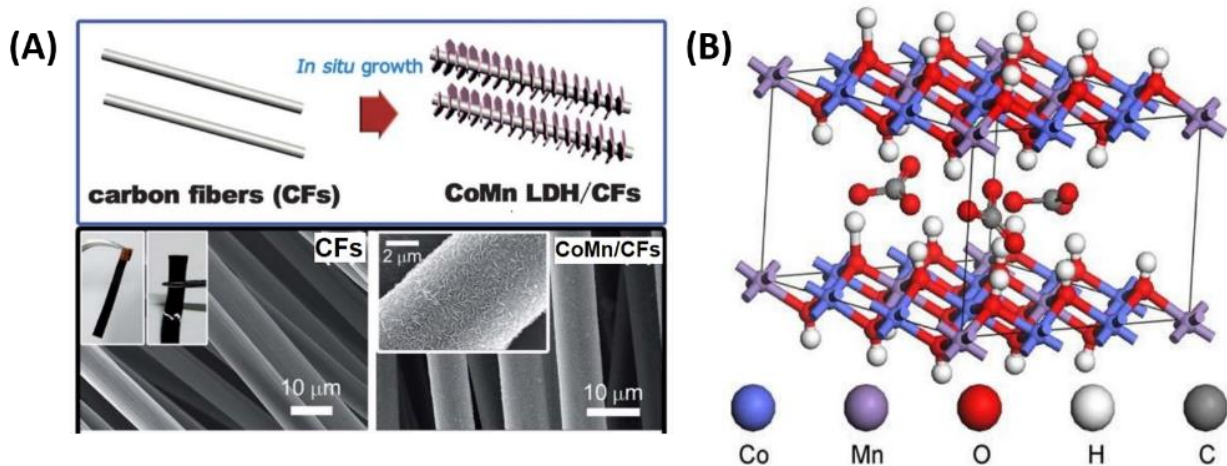 (A)
In situ growth
carbon fibers (CFs)
CoMn LDH/CFs
CFs
10 μm
2
μm
CoMn/CFs
10 μm
(B)
Co Mn O H C